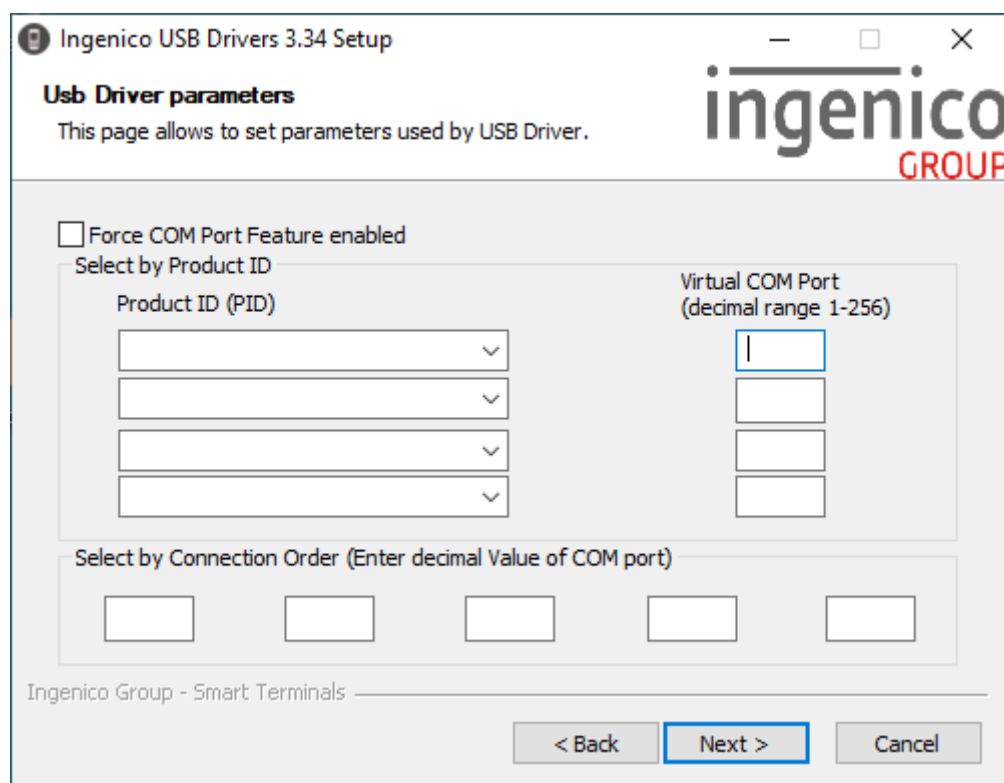 Ingenico USB Drivers 3.34 Setup
Usb Driver parameters
This page allows to set parameters used by USB Driver.
ingenico
GROUP
Force COM Port Feature enabled
Select by Product ID
Product ID (PID)
Virtual COM Port
(decimal range 1-256)
Select by Connection Order (Enter decimal Value of COM port)
Ingenico Group - Smart Terminals
< Back
Next >
Cancel